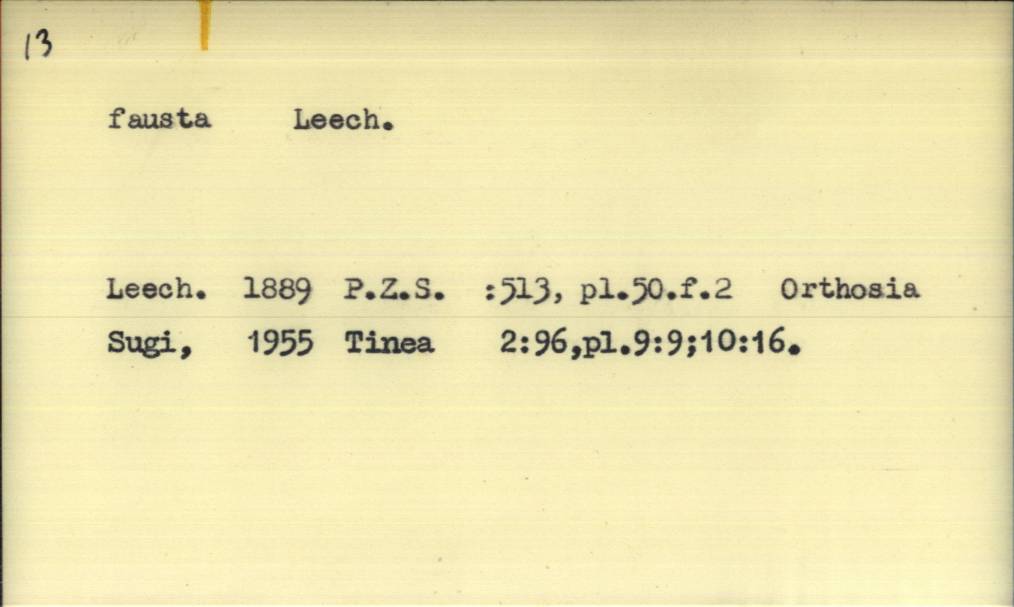 13
fausta Leech.
Leech. 1889 P.Z.S. :513, pl.50.f.2 Orthosia
Sugi, 1955 Tinea 2:96,pl.9:9;10:16.